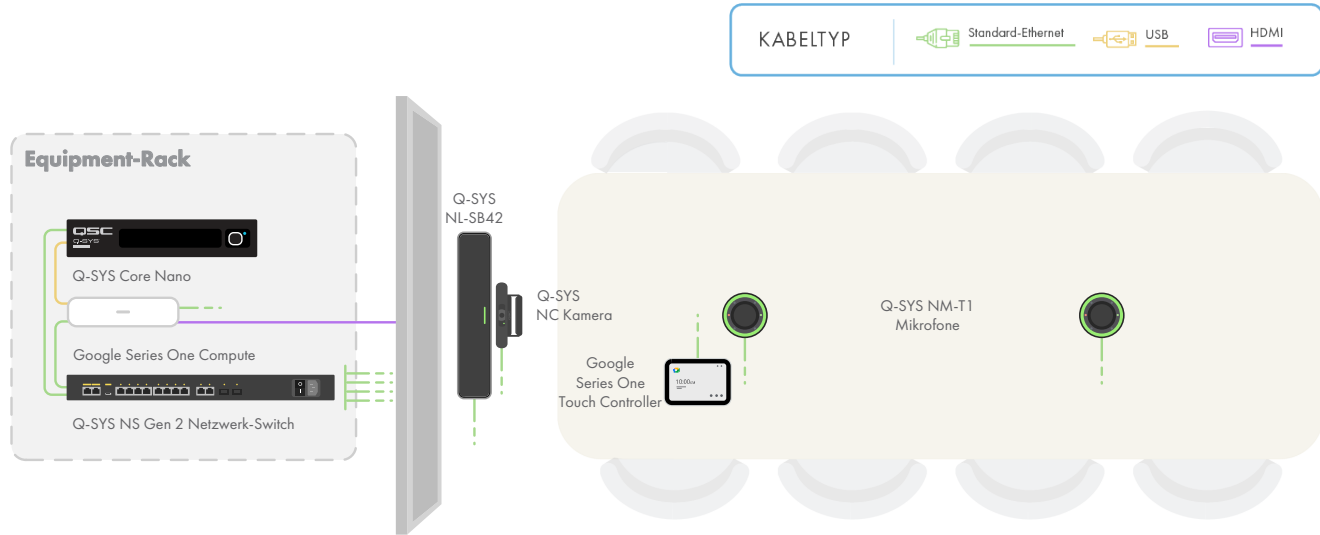 KABELTYP
Standard-Ethernet
USB
HDMI
Equipment-Rack
QSC
Q-SYS
Q-SYS Core Nano
Google Series One Compute
Q-SYS NS Gen 2 Netzwerk-Switch
Q-SYS
NL-SB42
Q-SYS
NC Kamera
Google
Series One
Touch Controller
10:00
Q-SYS NM-T1
Mikrofone